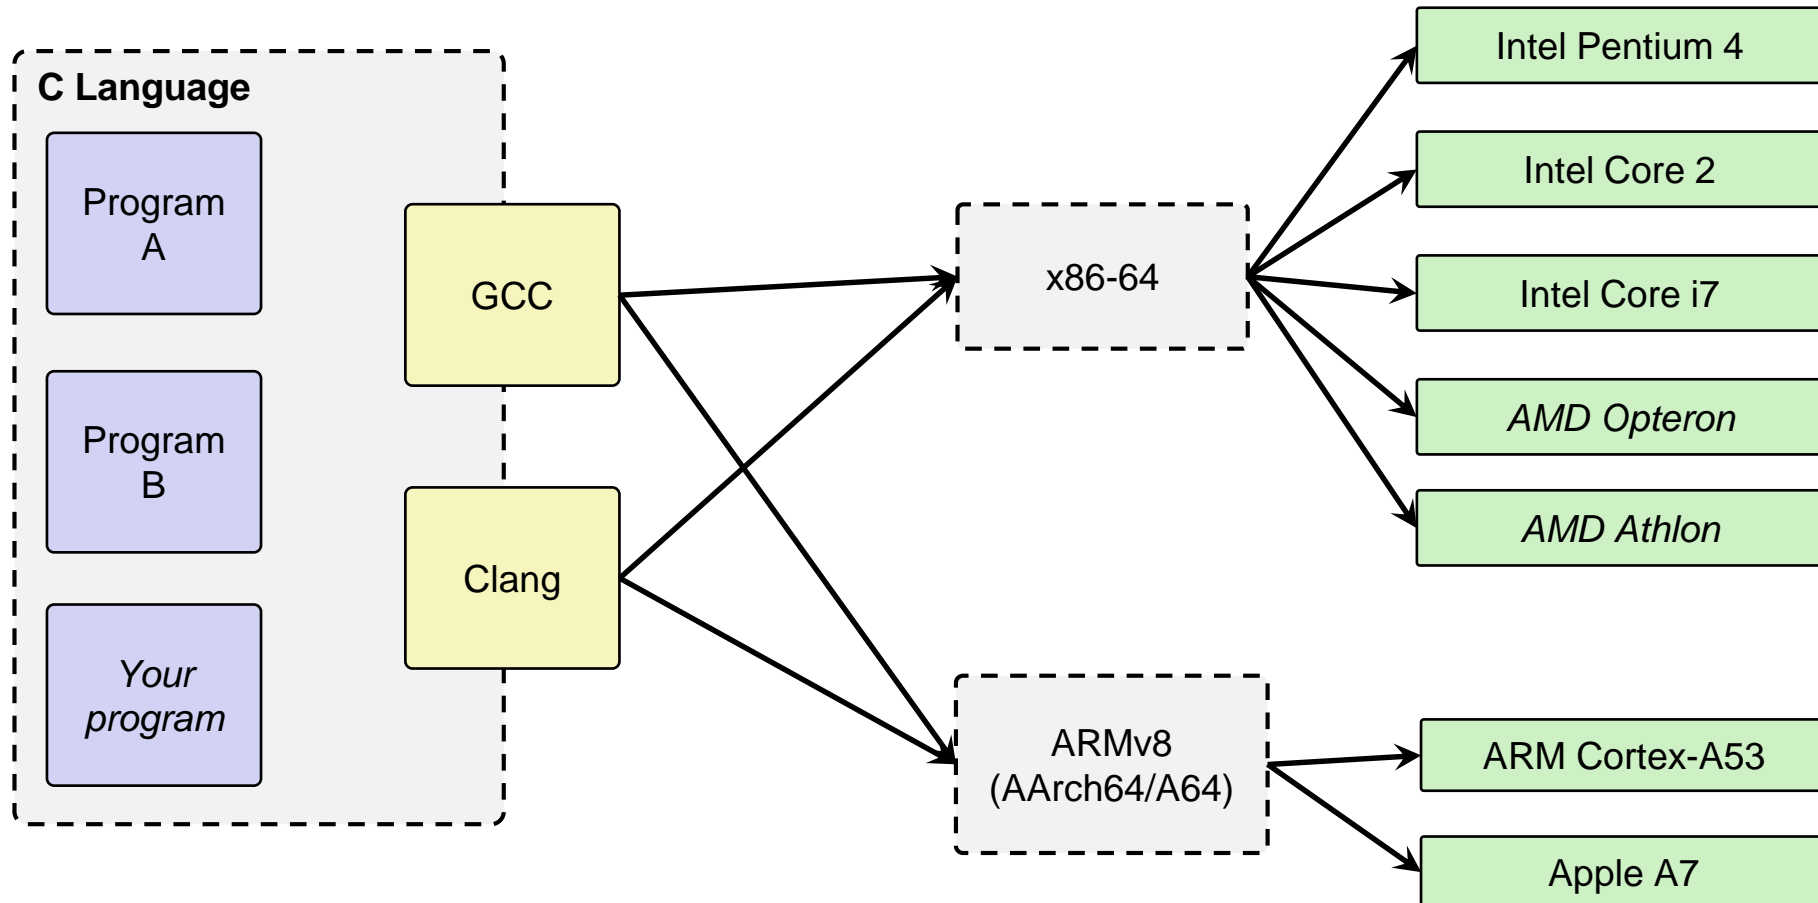 C Language
Program
A
Program
B
Your
program
GCC
Clang
x86-64
ARMv8
(AArch64/A64)
Intel Pentium 4
Intel Core 2
Intel Core i7
AMD Opteron
AMD Athlon
ARM Cortex-A53
Apple A7